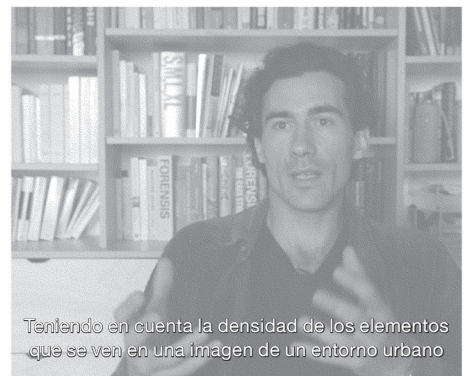 S,M,L,XL
FORENSIS
FORENSIS
Teniendo en cuenta la densidad de los elementos
que se ven en una imagen de un entorno urbano